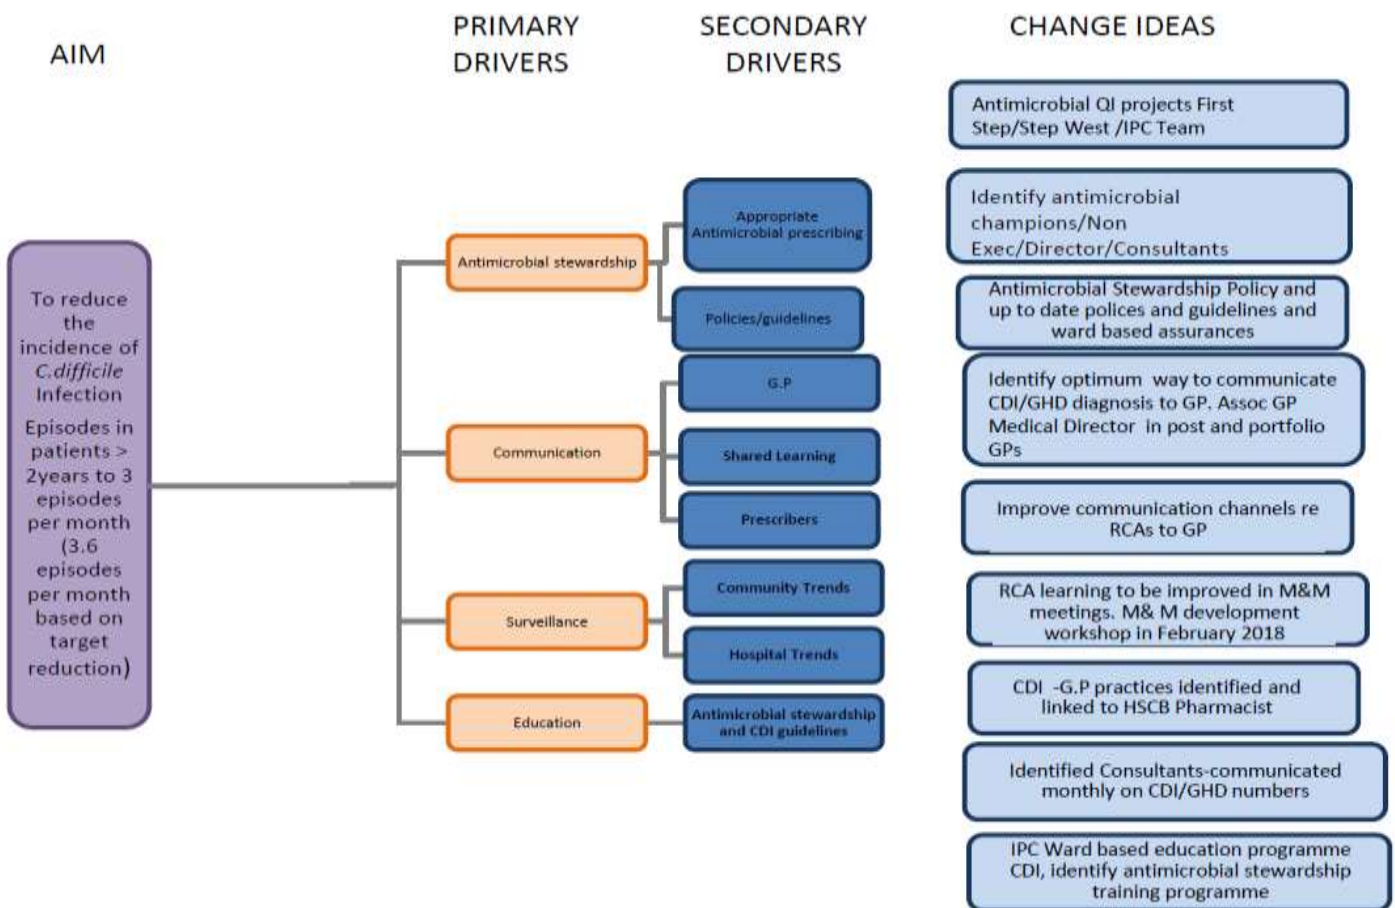 AIM
PRIMARY
DRIVERS
SECONDARY
DRIVERS
CHANGE IDEAS
To reduce
the
incidence of
C.difficile
Infection
Episodes in
patients >
2years to 3
episodes
per month
(3.6
episodes
per month
based on
target
reduction)
Antimicrobial stewardship
Communication
Surveillance
Education
Appropriate
Antimicrobial prescribing
Policies/guidelines
G.P
Shared Learning
Prescribers
Community Trends
Hospital Trends
Antimicrobial stewardship
and CDI guidelines
Antimicrobial QI projects First
Step/Step West /IPC Team
Identify antimicrobial
champions/Non
Exec/Director/Consultants
Antimicrobial Stewardship Policy and
up to date polices and guidelines and
ward based assurances
Identify optimum way to communicate
CDI/GHD diagnosis to GP. Assoc GP
Medical Director in post and portfolio
GPs
Improve communication channels re
RCAs to GP
RCA learning to be improved in M&M
meetings. M& M development
workshop in February 2018
CDI -G.P practices identified and
linked to HSCB Pharmacist
Identified Consultants-communicated
monthly on CDI/GHD numbers
IPC Ward based education programme
CDI, identify antimicrobial stewardship
training programme